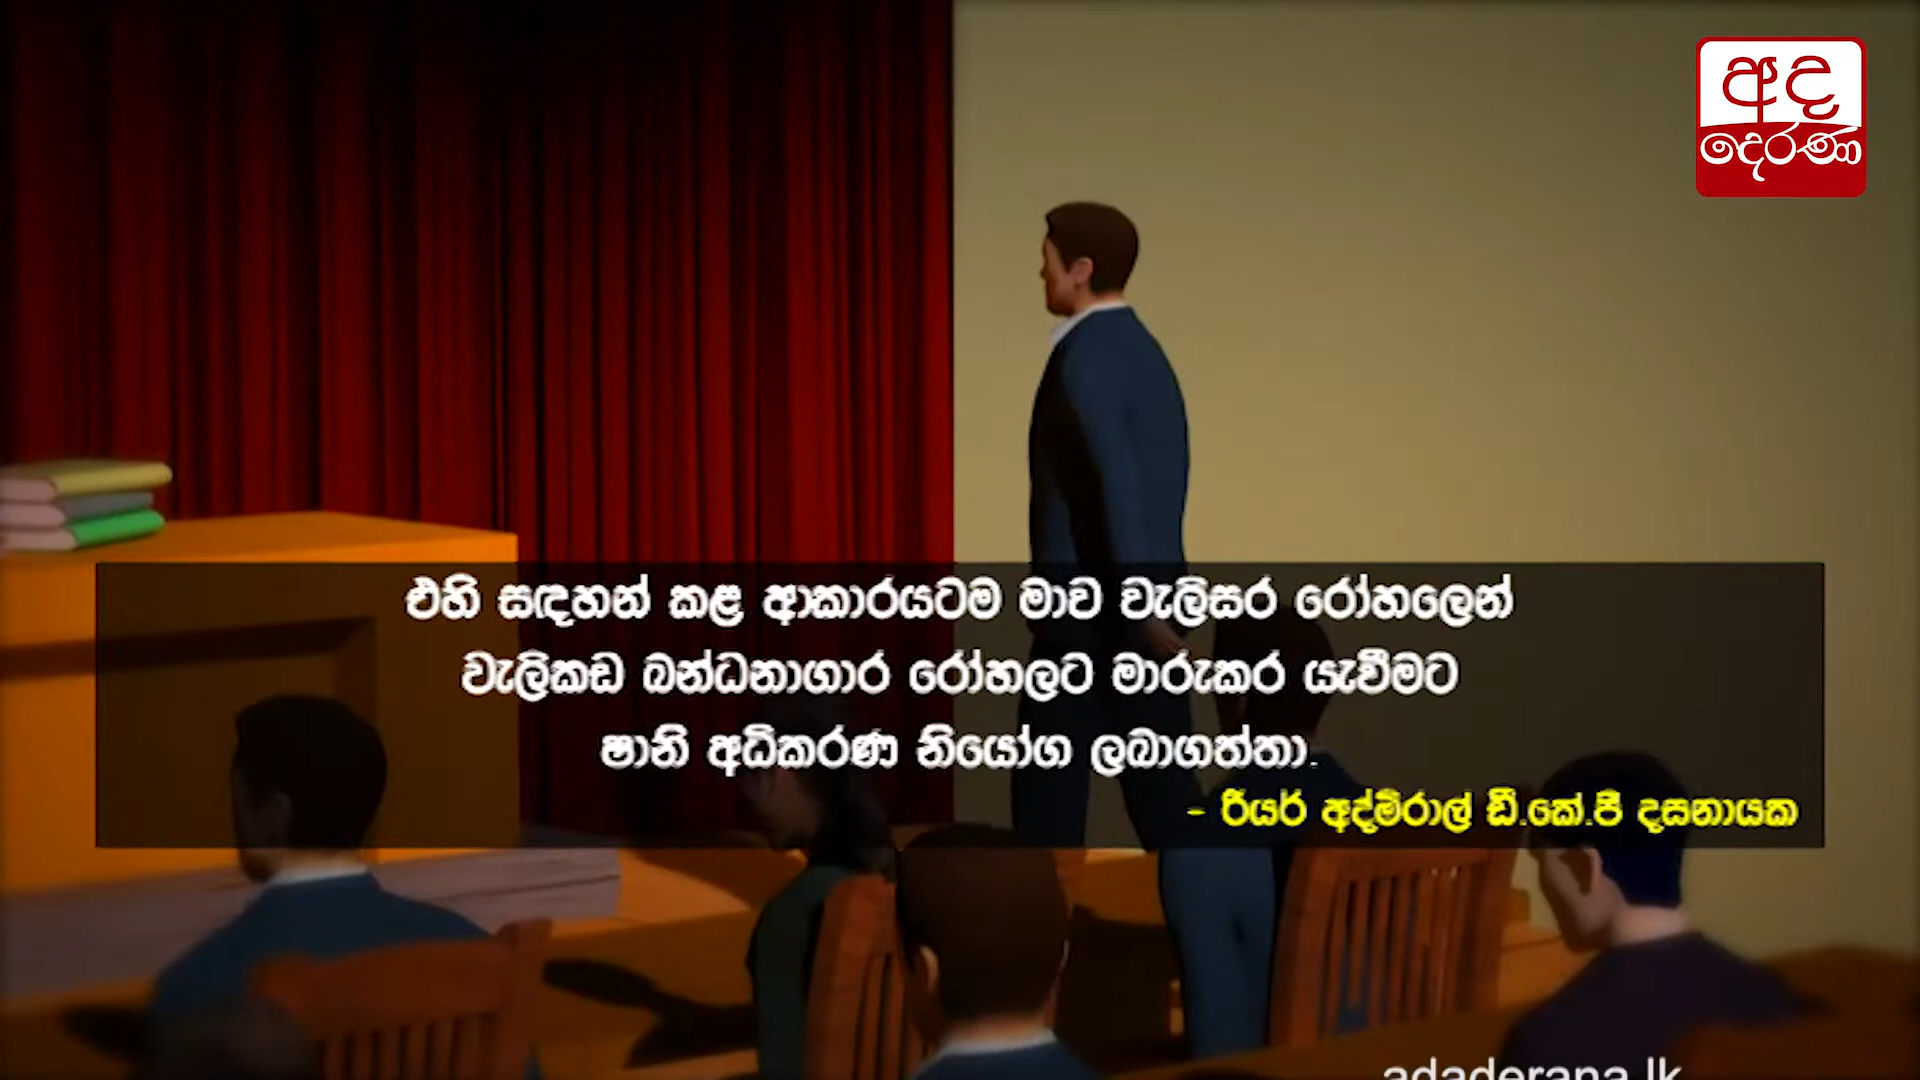 අද
දෙරණ
එහි සඳහන් කළ ආකාරයටම මාව වැලිසර රෝහලෙන්
වැලිකඩ බන්ධනාගාර රෝහලට මාරුකර යැවීමට
ෂානි අධිකරණ නියෝග ලබාගත්තා.
- රියර් අද්මිරාල් ඩී.කේ.පී දසනායක
adaderana.lk